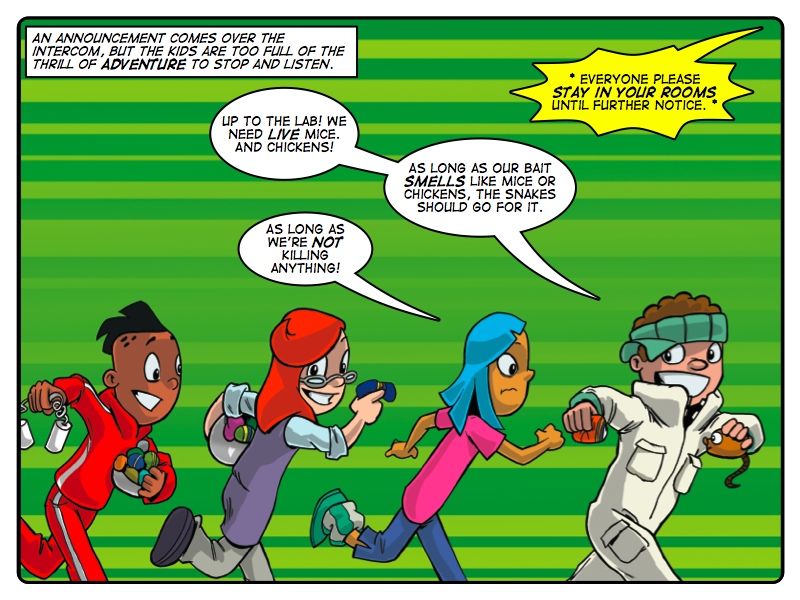 AN ANNOUNCEMENT COMES OVER THE
INTERCOM, BUT THE KIDS ARE TOO FULL OF THE
THRILL OF ADVENTURE TO STOP AND LISTEN.
* EVERYONE PLEASE
STAY IN YOUR ROOMS
UNTIL FURTHER NOTICE. *
UP TO THE LAB! WE
NEED LIVE MICE.
AND CHICKENS!
AS LONG AS OUR BAIT
SMELLS LIKE MICE OR
CHICKENS, THE SNAKES
SHOULD GO FOR IT.
AS LONG AS
WE'RE NOT
KILLING
ANYTHING!